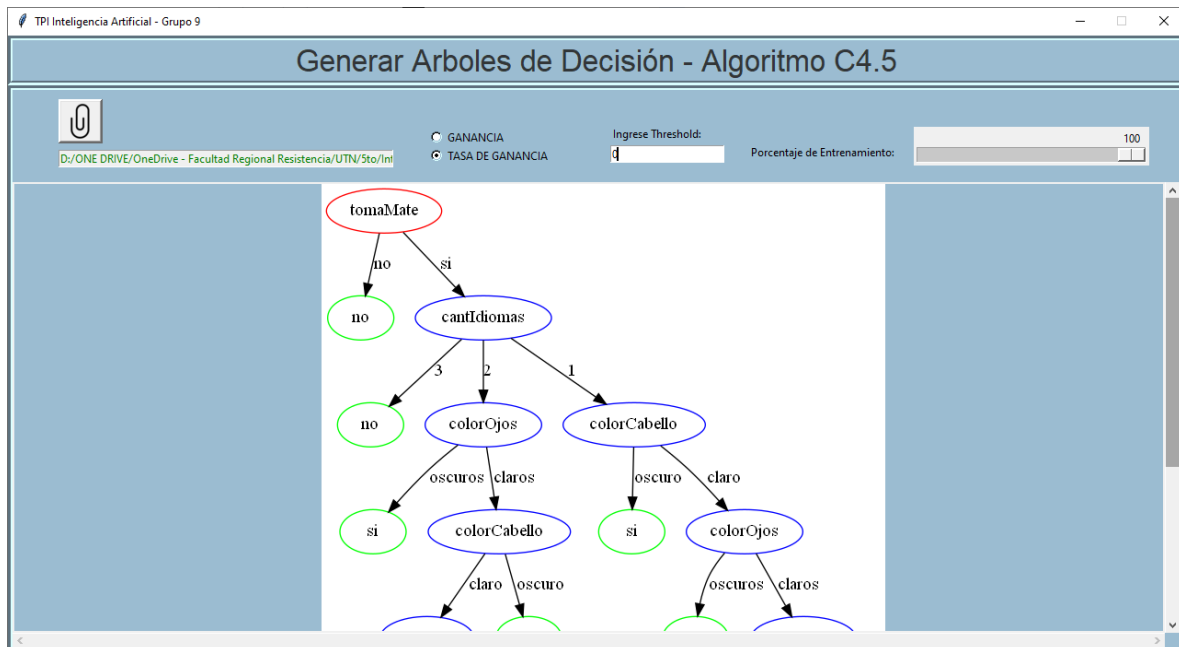 TPI Inteligencia Artificial - Grupo 9
Generar Arboles de Decisión - Algoritmo C4.5
GANANCIA
TASA DE GANANCIA
Ingrese Threshold:
0
Porcentaje de Entrenamiento:
100
D:/ONE DRIVE/OneDrive - Facultad Regional Resistencia/UTN/5to/Int
tomaMate
no
si
no
cantIdiomas
3
2
1
no
colorOjos
colorCabello
oscuros
claros
oscuro
claro
si
colorCabello
si
colorOjos
claro
oscuro
oscuros
claros